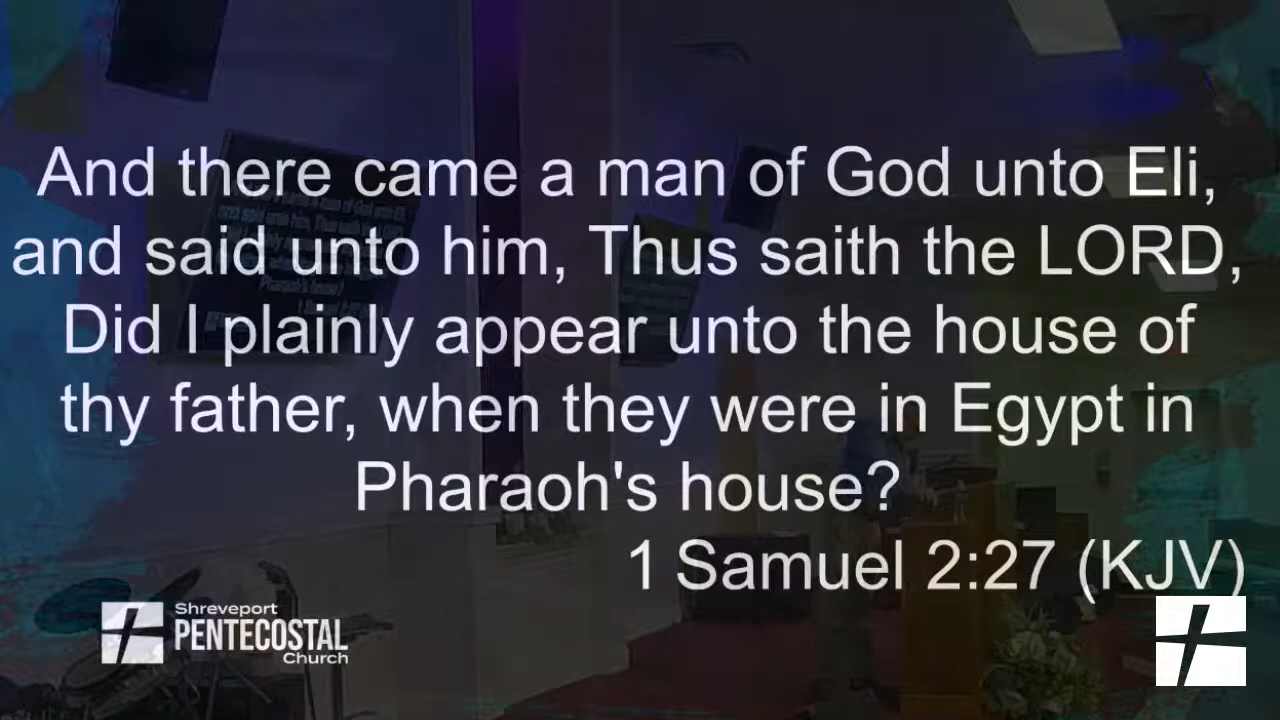 And there came a man of God unto Eli,
and said unto him, Thus saith the LORD,
Did I plainly appear unto the house of
thy father, when they were in Egypt in
Pharaoh's house?
1 Samuel 2:27 (KJV)
Shreveport
PENTECOSTAL
Church